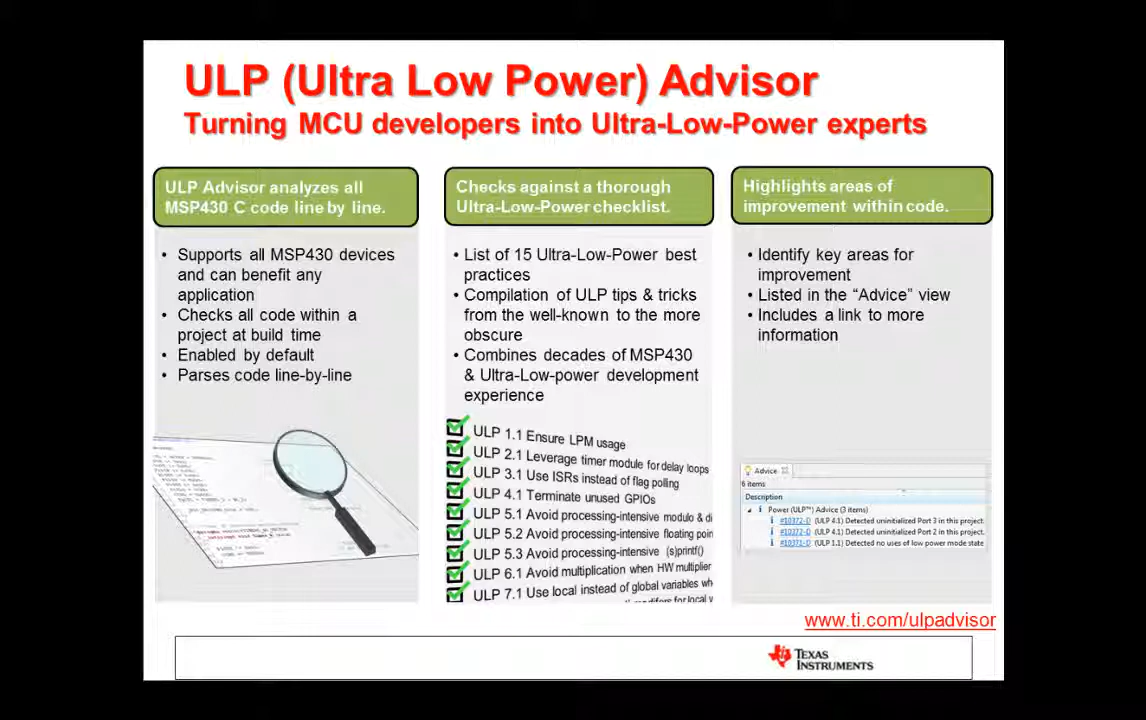 ULP (Ultra Low Power) Advisor
Turning MCU developers into Ultra-Low-Power experts
ULP Advisor analyzes all
MSP430 C code line by line.
• Supports all MSP430 devices
and can benefit any
application
• Checks all code within a
project at build time
• Enabled by default
• Parses code line-by-line
Checks against a thorough
Ultra-Low-Power checklist.
• List of 15 Ultra-Low-Power best
practices
• Compilation of ULP tips & tricks
from the well-known to the more
obscure
• Combines decades of MSP430
& Ultra-Low-power development
experience
ULP 1.1 Ensure LPM usage
ULP 2.1 Leverage timer module for delay loops
ULP 3.1 Use ISRs instead of flag polling
ULP 4.1 Terminate unused GPIOs
ULP 5.1 Avoid processing-intensive modulo & di
ULP 5.2 Avoid processing-intensive floating poin
ULP 5.3 Avoid processing-intensive (s)printf()
ULP 6.1 Avoid multiplication when HW multiplier
ULP 7.1 Use local instead of global variables wh
for local v
Highlights areas of
improvement within code.
• Identify key areas for
improvement
• Listed in the “Advice” view
• Includes a link to more
information
Advice
6 items
Description
Power (ULP™) Advice (3 items)
#10372-D (ULP 4.1) Detected uninitialized Port 3 in this project.
#10372-D (ULP 4.1) Detected uninitialized Port 2 in this project.
#10371-D (ULP 1.1) Detected no uses of low power mode state
www.ti.com/ulpadvisor
TEXAS
INSTRUMENTS